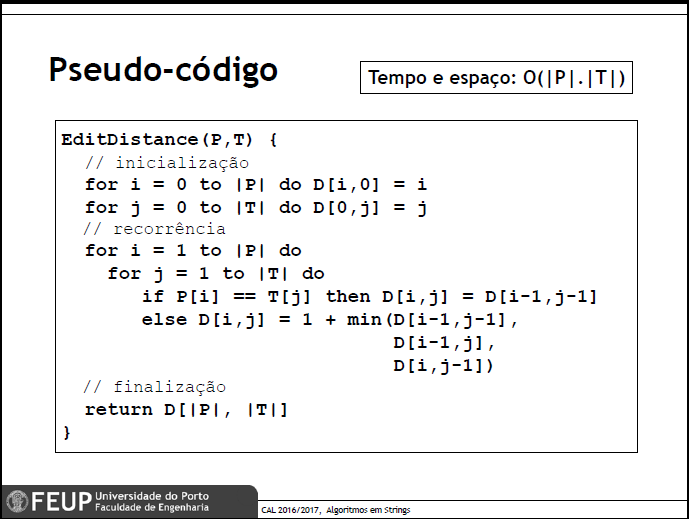 Pseudo-código
Tempo e espaço: O(|P|.|T|)
EditDistance(P,T) {
// inicialização
for i = 0 to |P| do D[i,0] = i
for j = 0 to |T| do D[0,j] = j
// recorrência
for i = 1 to |P| do
for j = 1 to |T| do
if P[i] == T[j] then D[i,j] = D[i-1,j-1]
else D[i,j] = 1 + min(D[i-1,j-1],
D[i-1,j],
D[i,j-1])
// finalização
return D[|P|, |T|]
}
FEUP Universidade do Porto
Faculdade de Engenharia
CAL 2016/2017, Algoritmos em Strings